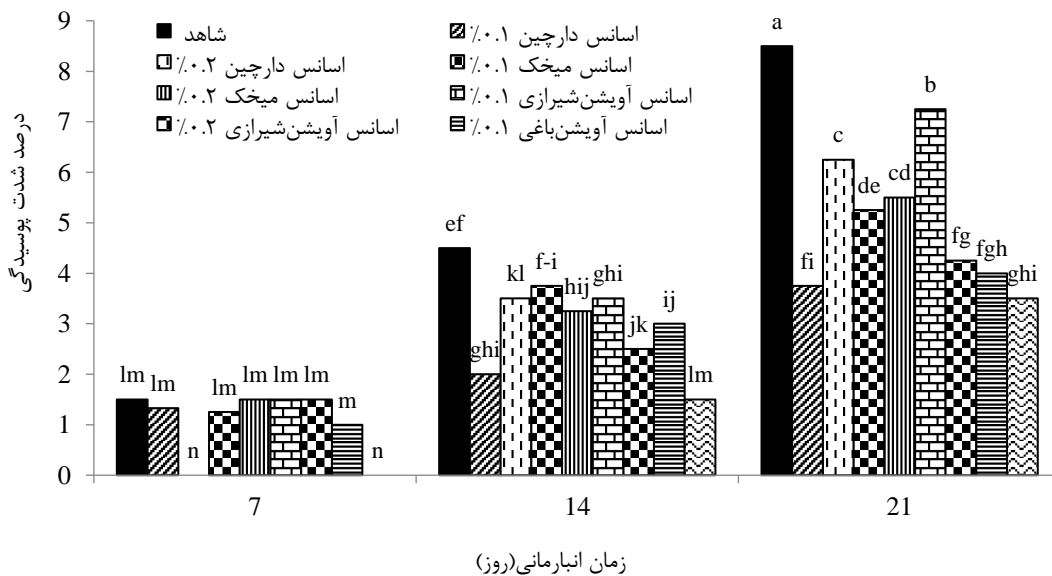 درصد شدت پوسیدگی
9
8
7
6
5
4
3
2
1
0
شاهد
اسانس دارچین ۰.۱٪
اسانس دارچین ۰.۲٪
اسانس میخک ۰.۱٪
اسانس میخک ۰.۲٪
اسانس آویشن‌شیرازی ۰.۱٪
اسانس آویشن‌شیرازی ۰.۲٪
اسانس آویشن‌باغی ۰.۱٪
lm lm n lm lm lm lm m n
ef ghi kl f-i hij ghi jk ij lm
a fi c de cd b fg fgh ghi
7 14 21
زمان انبارمانی(روز)